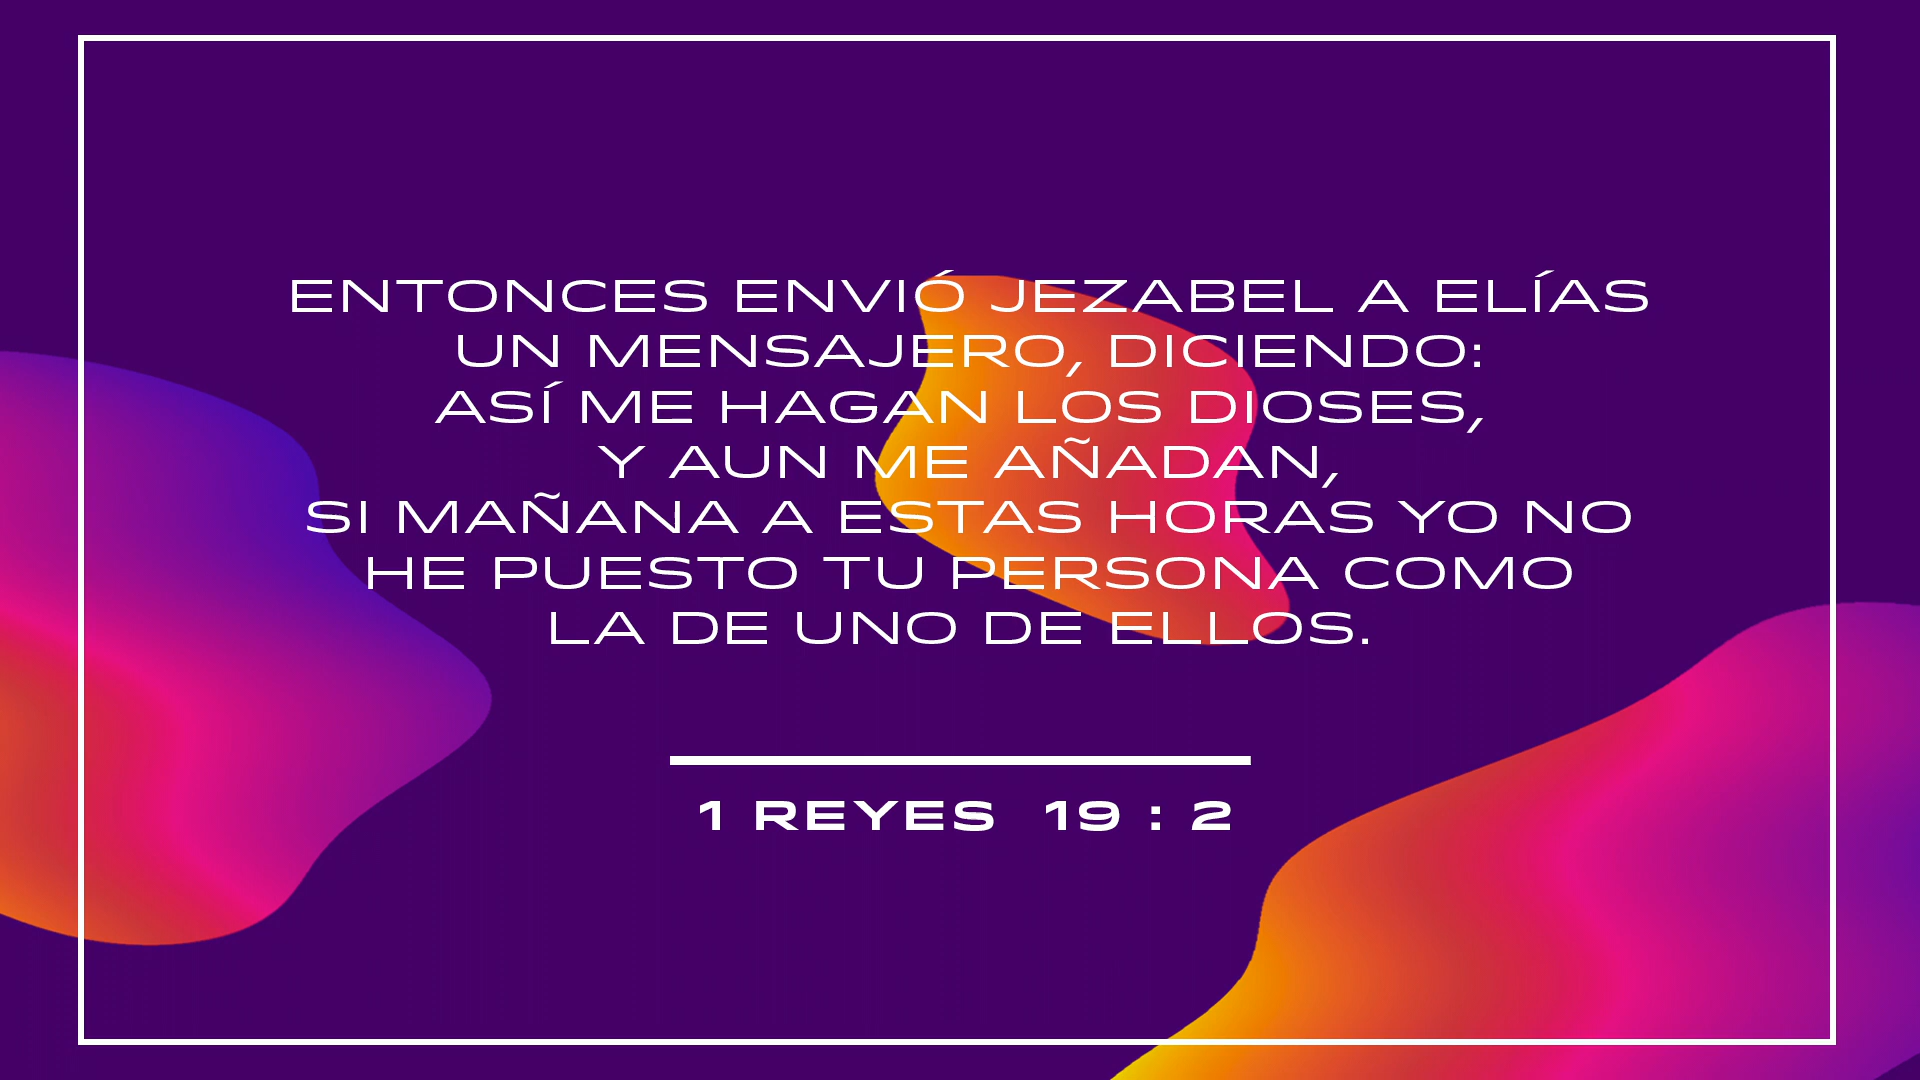 ENTONCES ENVIÓ JEZABEL A ELÍAS
UN MENSAJERO, DICIENDO:
ASÍ ME HAGAN LOS DIOSES,
Y AUN ME AÑADAN,
SI MAÑANA A ESTAS HORAS YO NO
HE PUESTO TU PERSONA COMO
LA DE UNO DE ELLOS.
1 REYES 19 : 2